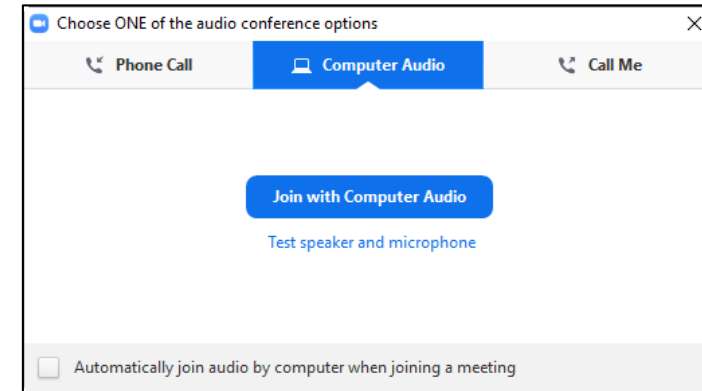 Choose ONE of the audio conference options
Phone Call
Computer Audio
Call Me
Join with Computer Audio
Test speaker and microphone
Automatically join audio by computer when joining a meeting